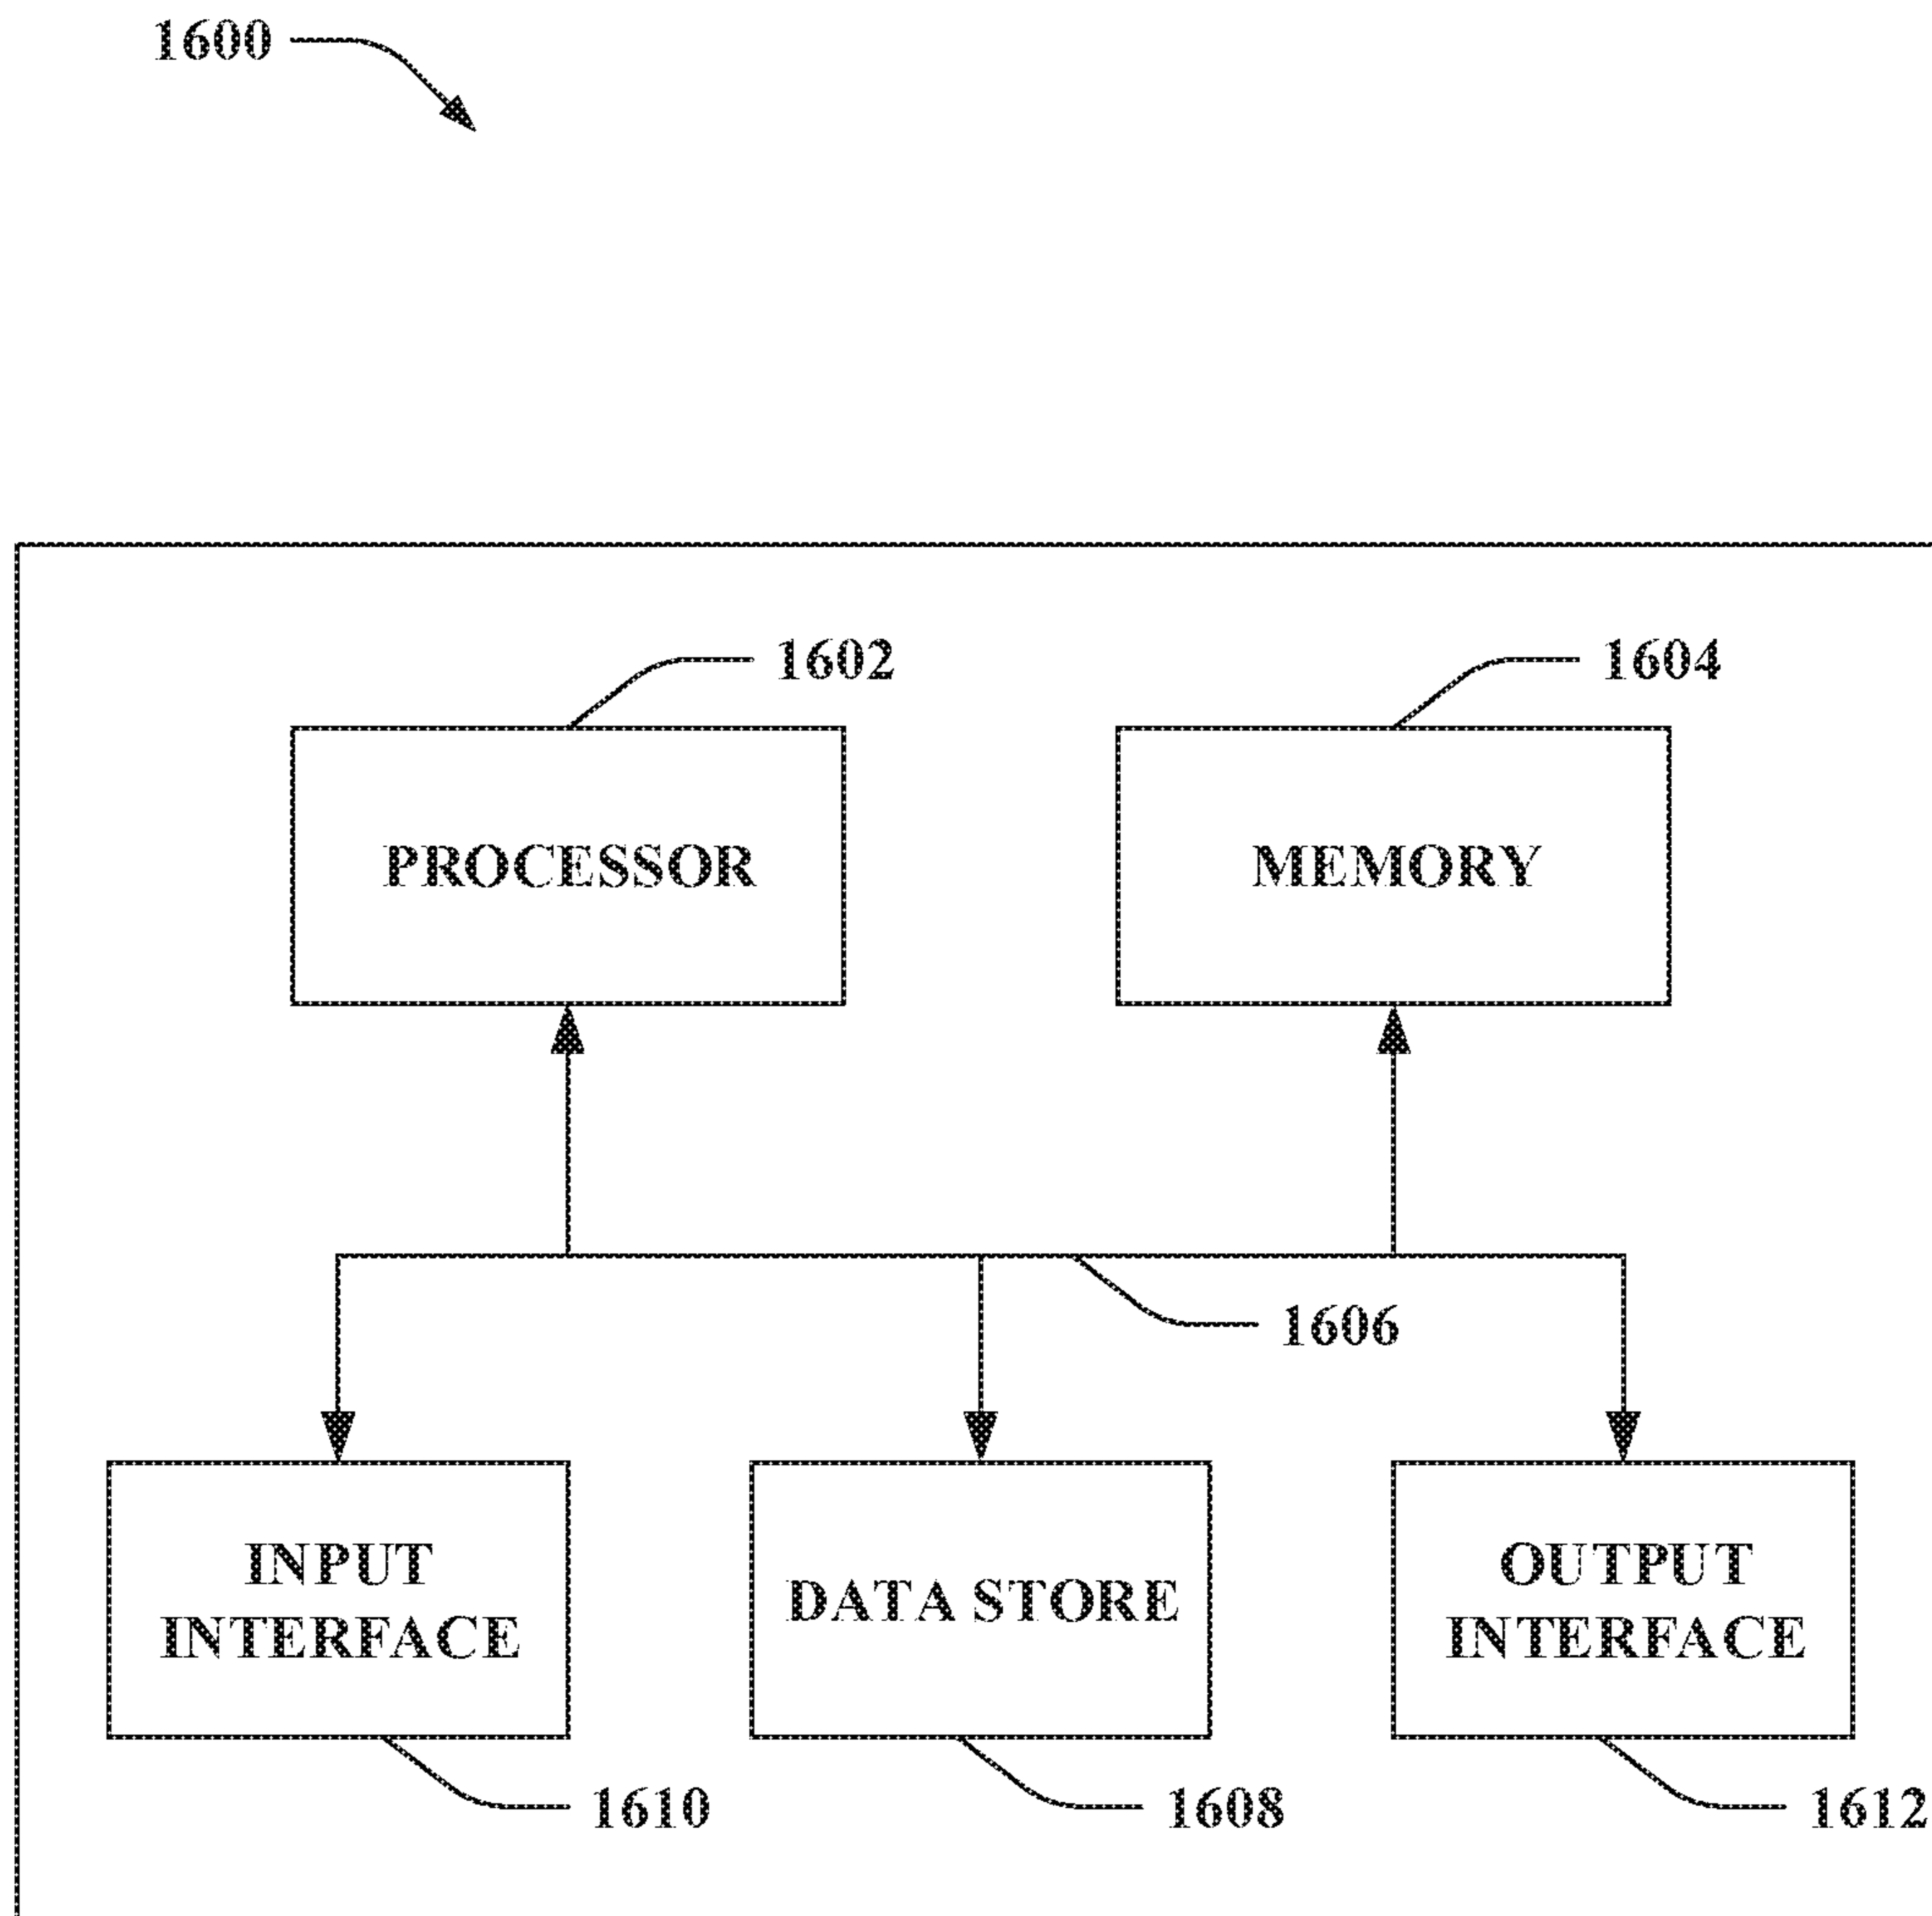 1600
1602
1604
PROCESSOR
MEMORY
1606
INPUT
INTERFACE
DATA STORE
OUTPUT
INTERFACE
1610
1608
1612